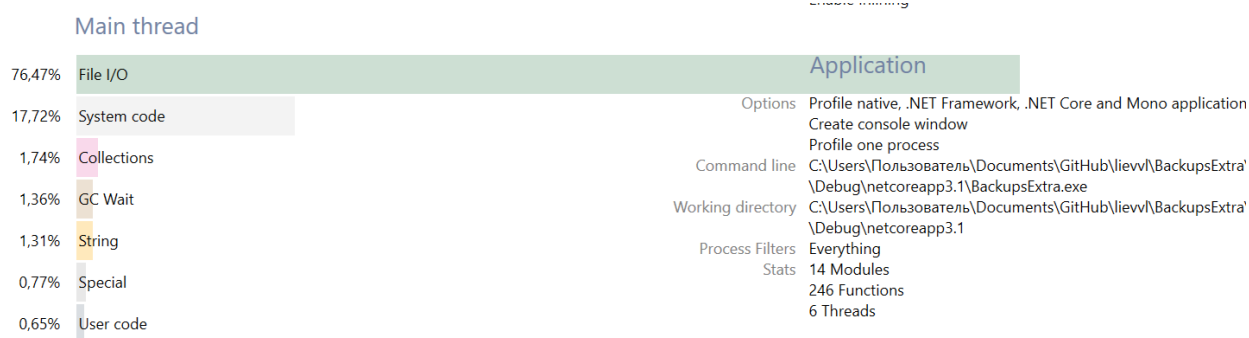 Main thread
76,47% File I/O
17,72% System code
1,74% Collections
1,36% GC Wait
1,31% String
0,77% Special
0,65% User code
Enable Inlining
Application
Options Profile native, .NET Framework, .NET Core and Mono application
Create console window
Profile one process
Command line C:\Users\Пользователь\Documents\GitHub\lievvl\BackupsExtra\
\Debug\netcoreapp3.1\BackupsExtra.exe
Working directory C:\Users\Пользователь\Documents\GitHub\lievvl\BackupsExtra\
\Debug\netcoreapp3.1
Process Filters Everything
Stats 14 Modules
246 Functions
6 Threads